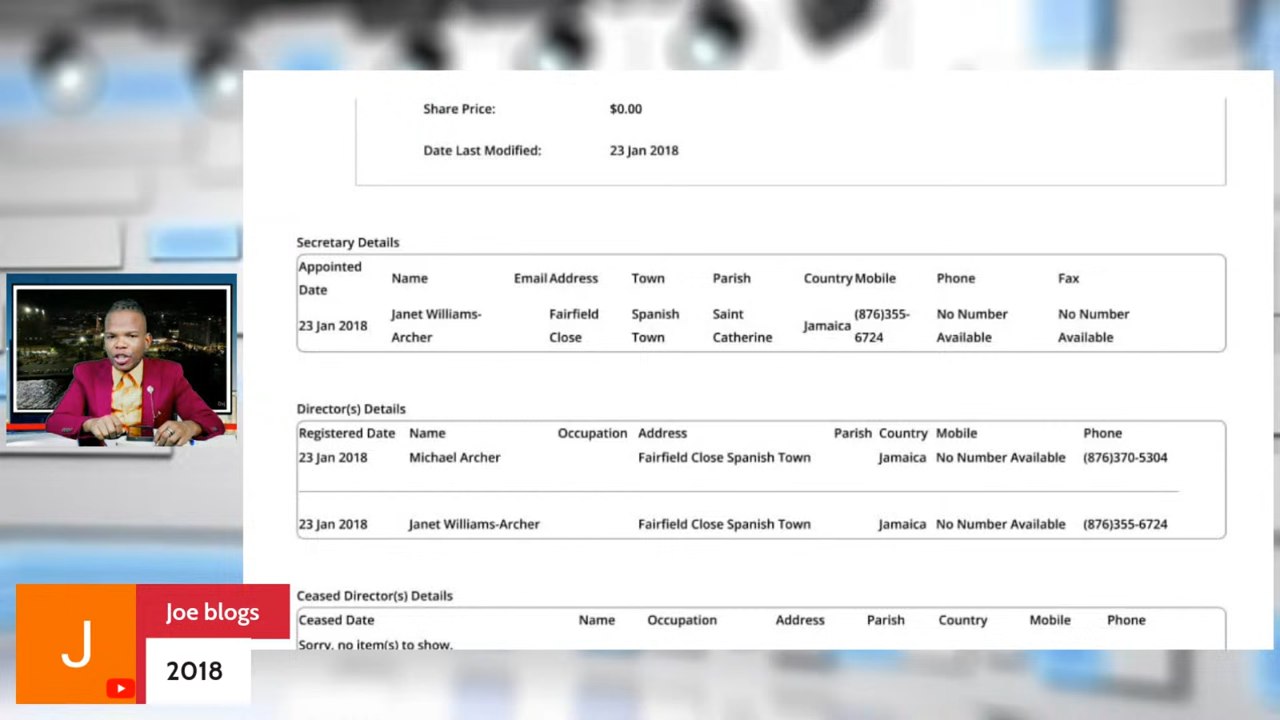 Share Price: $0.00
Date Last Modified: 23 Jan 2018
Secretary Details
Appointed
Date Name Email Address Town Parish Country Mobile Phone Fax
23 Jan 2018 Janet Williams- Fairfield Spanish Saint Jamaica (876)355- No Number No Number
Archer Close Town Catherine 6724 Available Available
Director(s) Details
Registered Date Name Occupation Address Parish Country Mobile Phone
23 Jan 2018 Michael Archer Fairfield Close Spanish Town Jamaica No Number Available (876)370-5304
23 Jan 2018 Janet Williams-Archer Fairfield Close Spanish Town Jamaica No Number Available (876)355-6724
Ceased Director(s) Details
Ceased Date Name Occupation Address Parish Country Mobile Phone
Sorry, no item(s) to show.
J
Joe blogs
2018